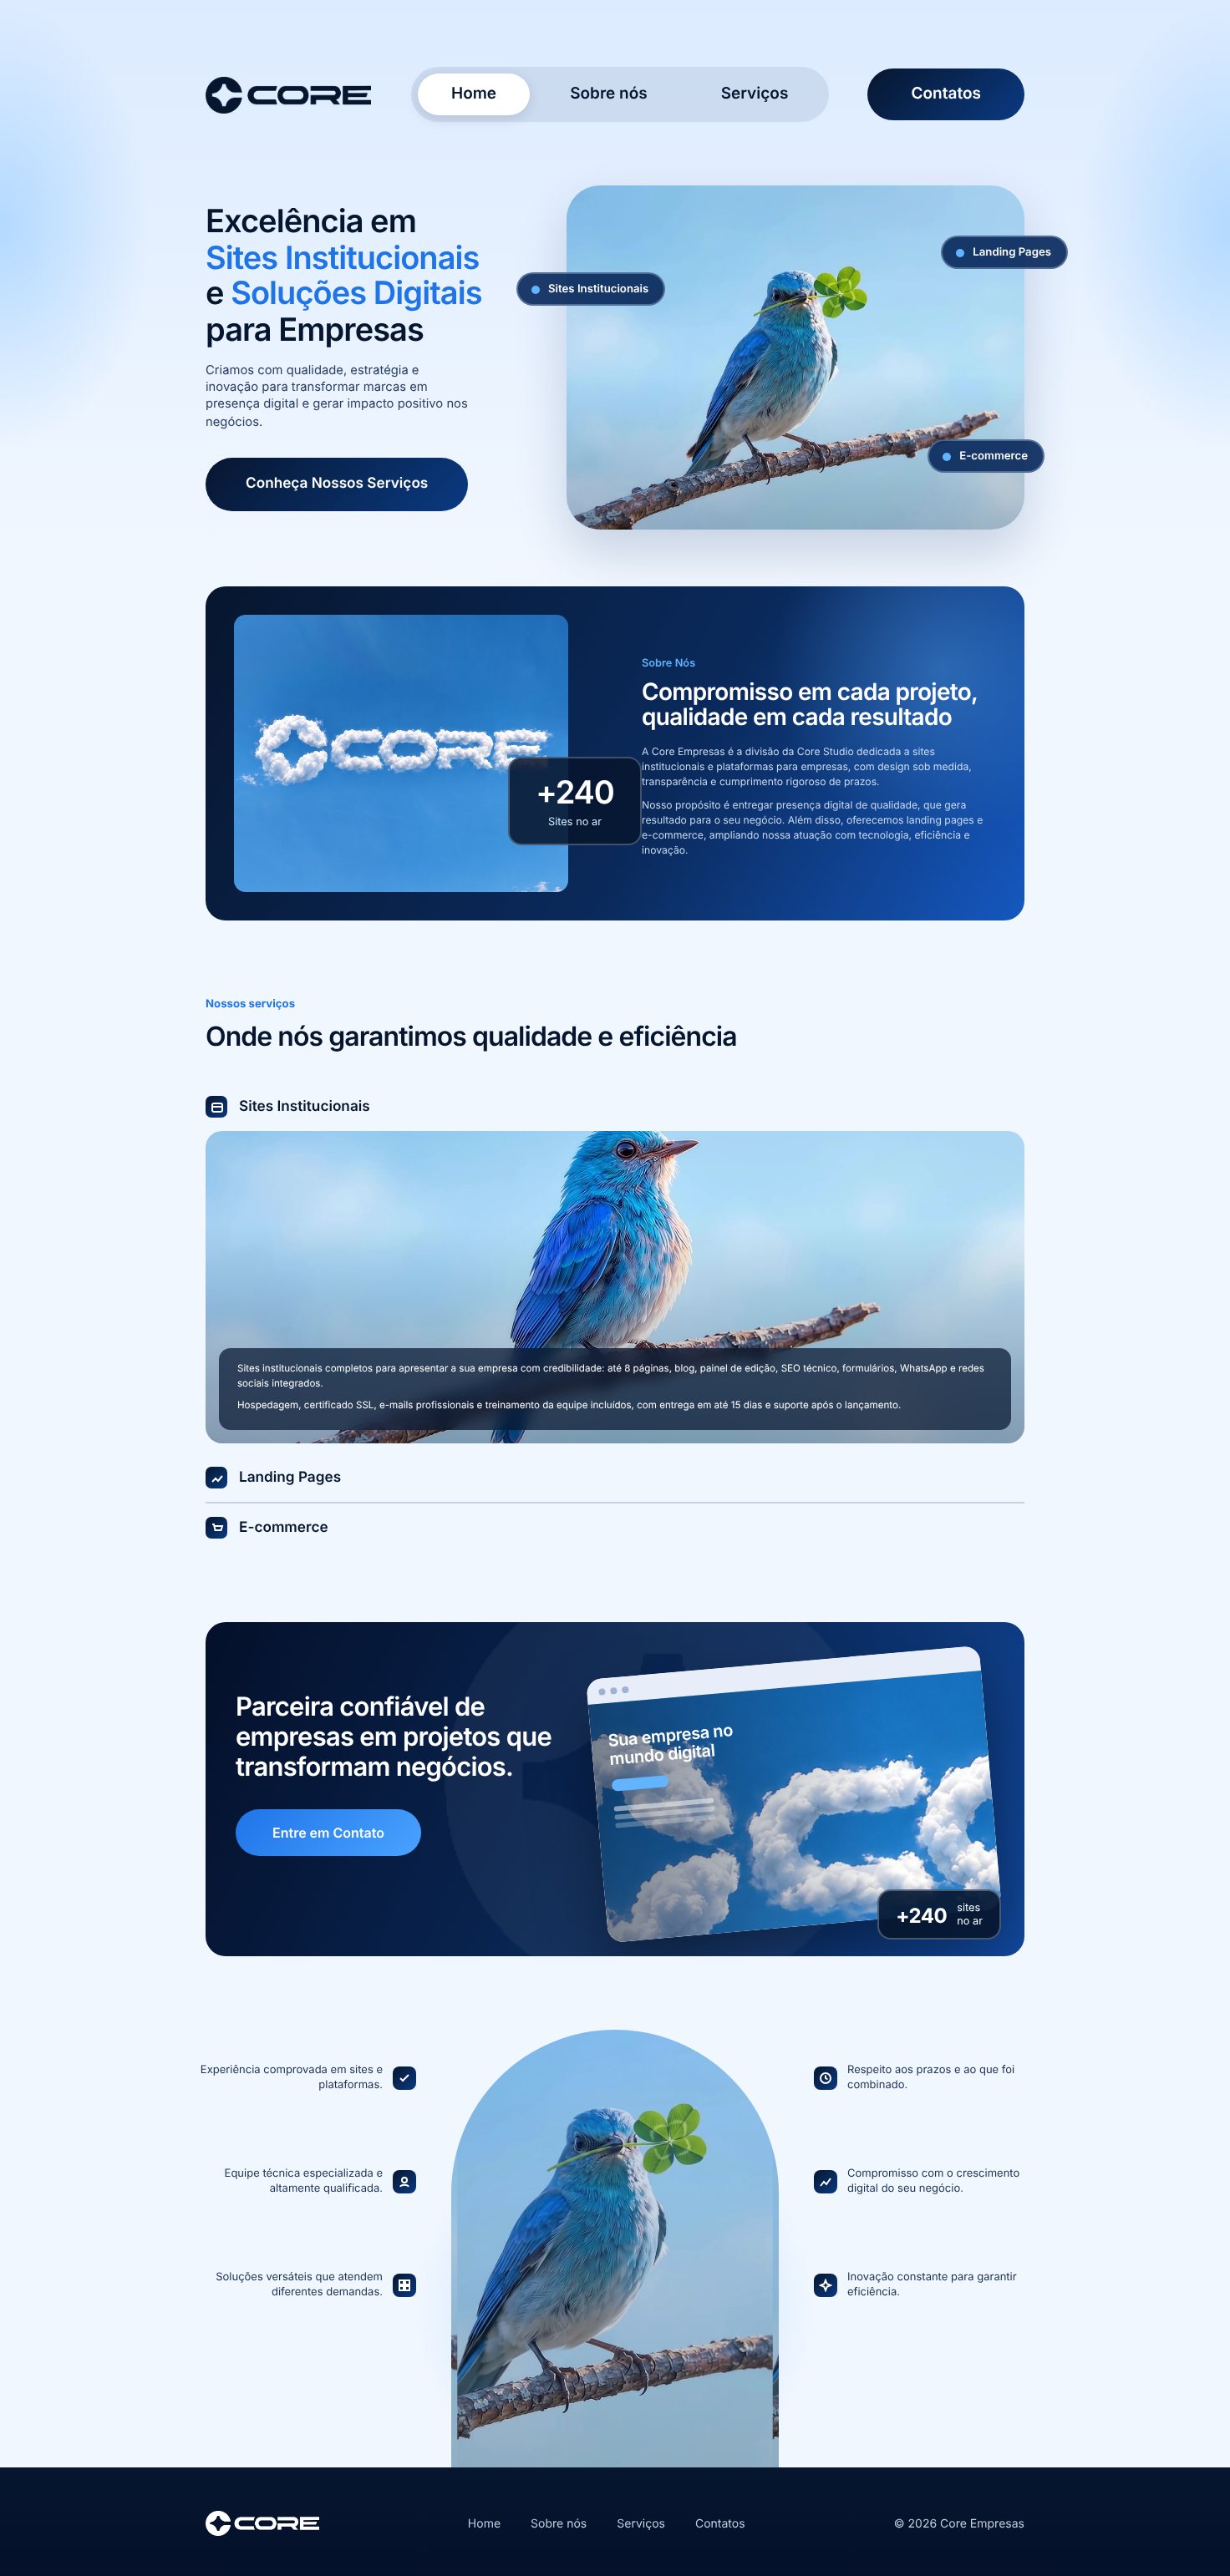 CORE
Home
Sobre nós
Serviços
Contatos
Excelência em
Sites Institucionais
e Soluções Digitais
para Empresas
Criamos com qualidade, estratégia e
inovação para transformar marcas em
presença digital e gerar impacto positivo nos
negócios.
Conheça Nossos Serviços
Sites Institucionais
Landing Pages
E-commerce
CORE
+240
Sites no ar
Sobre Nós
Compromisso em cada projeto,
qualidade em cada resultado
A Core Empresas é a divisão da Core Studio dedicada a sites
institucionais e plataformas para empresas, com design sob medida,
transparência e cumprimento rigoroso de prazos.
Nosso propósito é entregar presença digital de qualidade, que gera
resultado para o seu negócio. Além disso, oferecemos landing pages e
e-commerce, ampliando nossa atuação com tecnologia, eficiência e
inovação.
Nossos serviços
Onde nós garantimos qualidade e eficiência
Sites Institucionais
Sites institucionais completos para apresentar a sua empresa com credibilidade: até 8 páginas, blog, painel de edição, SEO técnico, formulários, WhatsApp e redes
sociais integrados.
Hospedagem, certificado SSL, e-mails profissionais e treinamento da equipe incluídos, com entrega em até 15 dias e suporte após o lançamento.
Landing Pages
E-commerce
Parceira confiável de
empresas em projetos que
transformam negócios.
Entre em Contato
Sua empresa no
mundo digital
+240
sites
no ar
Experiência comprovada em sites e
plataformas.
Equipe técnica especializada e
altamente qualificada.
Soluções versáteis que atendem
diferentes demandas.
Respeito aos prazos e ao que foi
combinado.
Compromisso com o crescimento
digital do seu negócio.
Inovação constante para garantir
eficiência.
CORE
Home
Sobre nós
Serviços
Contatos
© 2026 Core Empresas